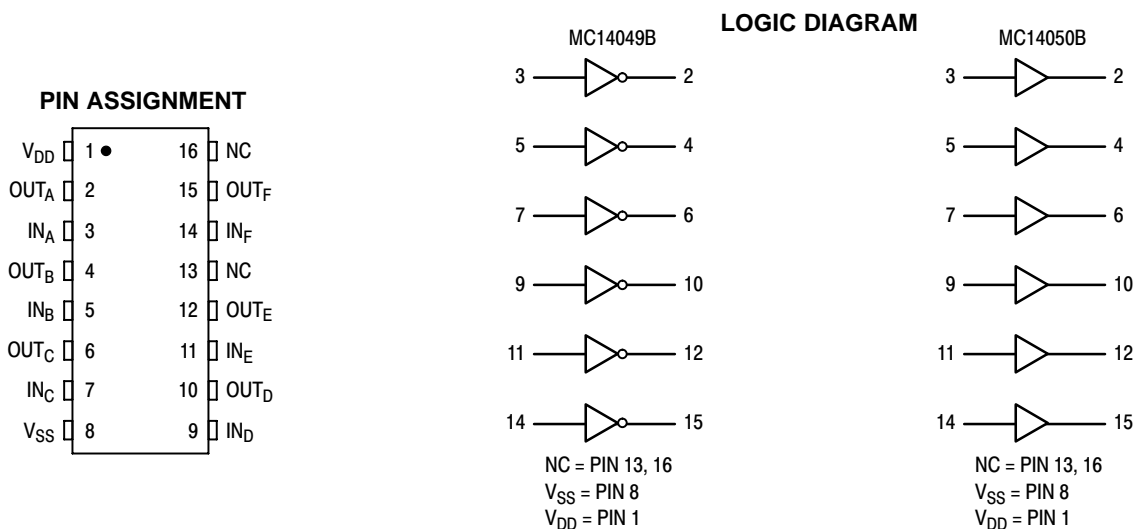 LOGIC DIAGRAM
PIN ASSIGNMENT
VDD 1 16 NC
OUTA 2 15 OUTF
INA 3 14 INF
OUTB 4 13 NC
INB 5 12 OUTE
OUTC 6 11 INE
INC 7 10 OUTD
VSS 8 9 IND
MC14049B
3 2
5 4
7 6
9 10
11 12
14 15
NC = PIN 13, 16
VSS = PIN 8
VDD = PIN 1
MC14050B
3 2
5 4
7 6
9 10
11 12
14 15
NC = PIN 13, 16
VSS = PIN 8
VDD = PIN 1